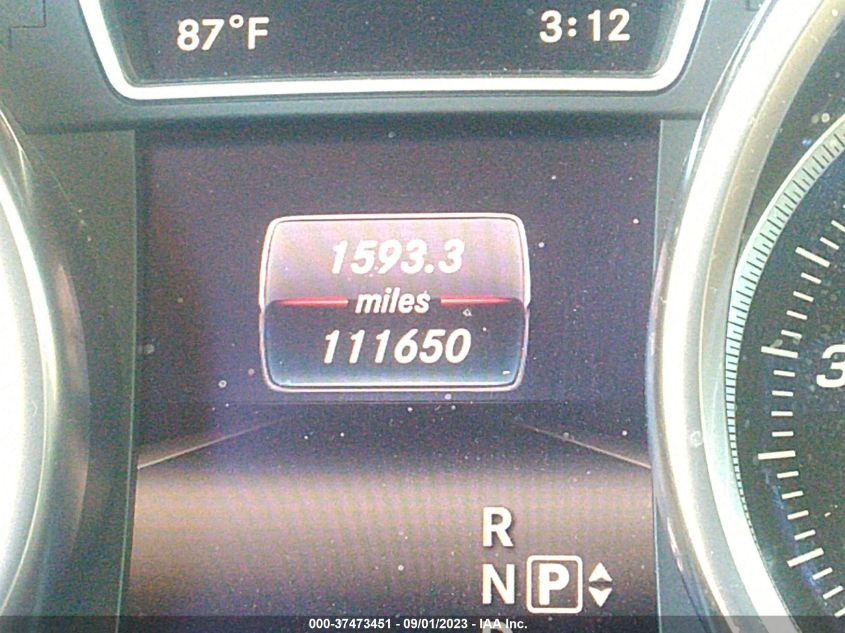 87°F 3:12
1593.3
miles
111650
R
N P
D
3
000-37473451 - 09/01/2023 - IAA Inc.